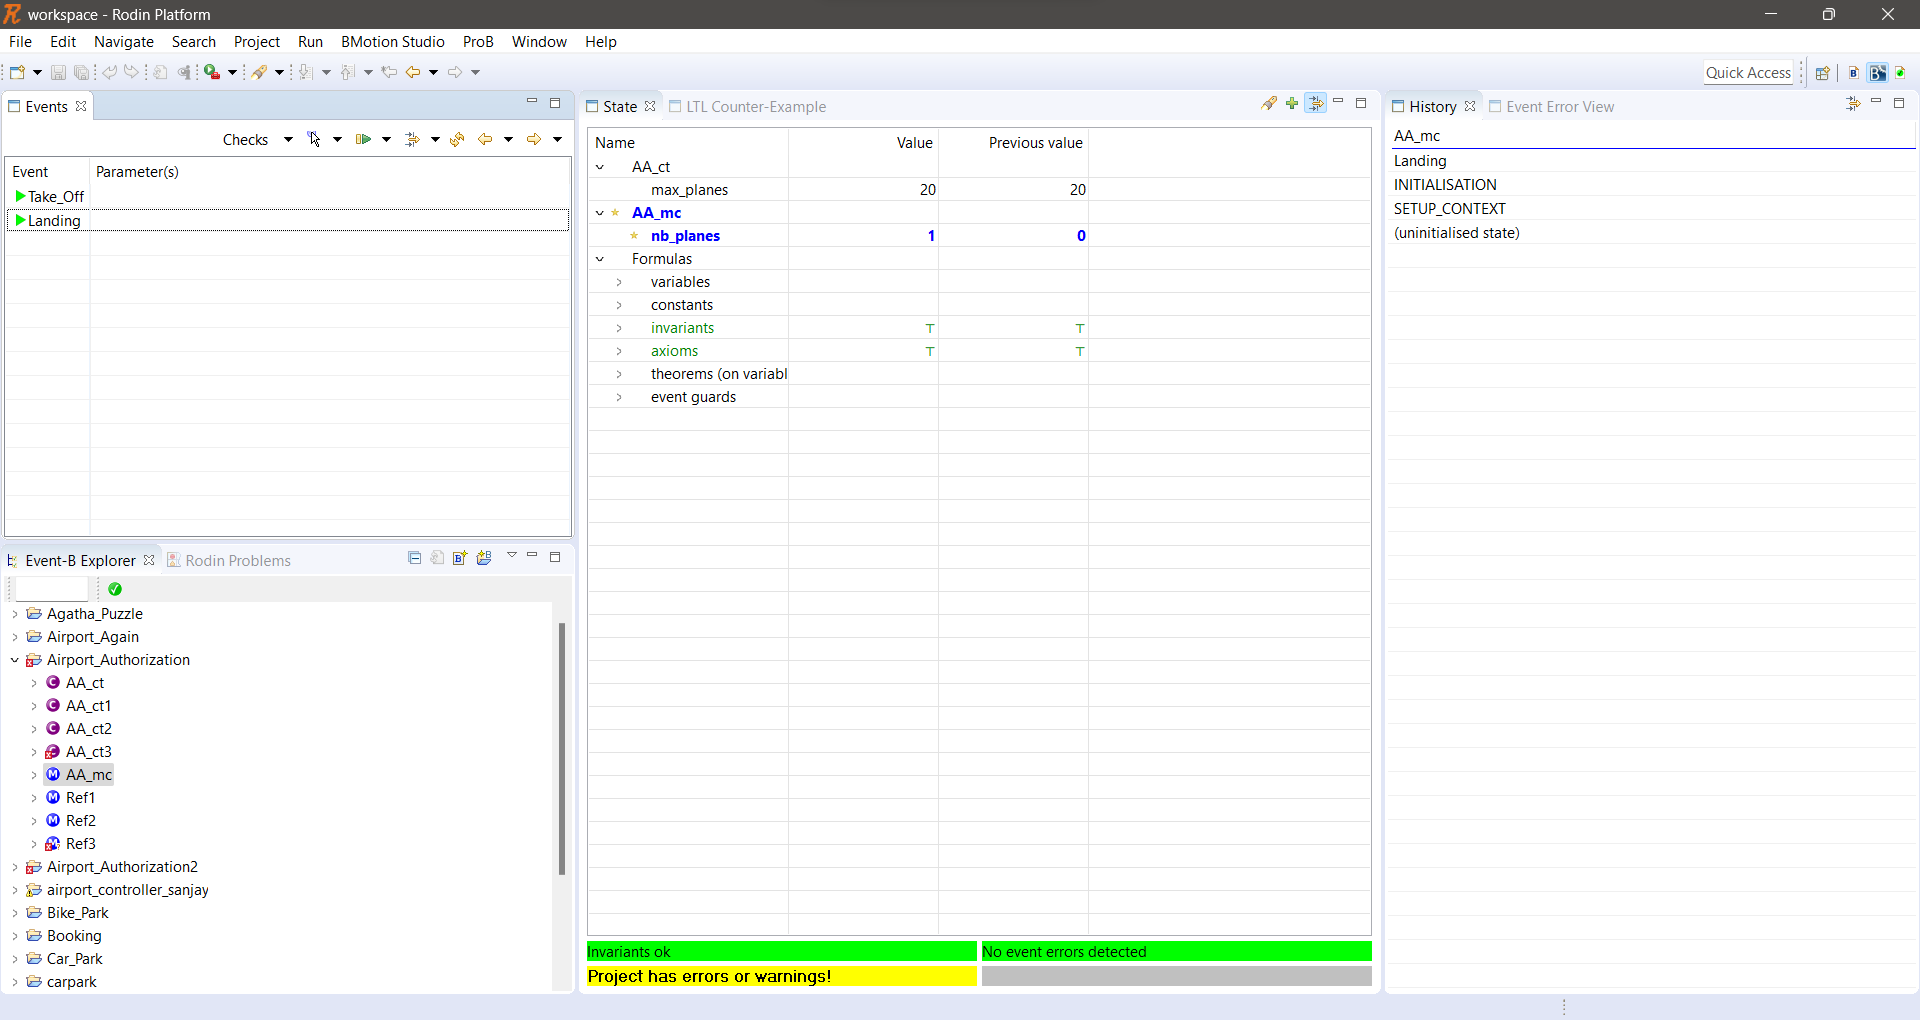 workspace - Rodin Platform
File Edit Navigate Search Project Run BMotion Studio ProB Window Help
Quick Access
Events
Checks
Event Parameter(s)
Take_Off
Landing
Event-B Explorer Rodin Problems
Agatha_Puzzle
Airport_Again
Airport_Authorization
AA_ct
AA_ct1
AA_ct2
AA_ct3
AA_mc
Ref1
Ref2
Ref3
Airport_Authorization2
airport_controller_sanjay
Bike_Park
Booking
Car_Park
carpark
State LTL Counter-Example
Name Value Previous value
AA_ct
max_planes 20 20
AA_mc
nb_planes 1 0
Formulas
variables
constants
invariants ⊤ ⊤
axioms ⊤ ⊤
theorems (on variabl
event guards
Invariants ok No event errors detected
Project has errors or warnings!
History Event Error View
AA_mc
Landing
INITIALISATION
SETUP_CONTEXT
(uninitialised state)